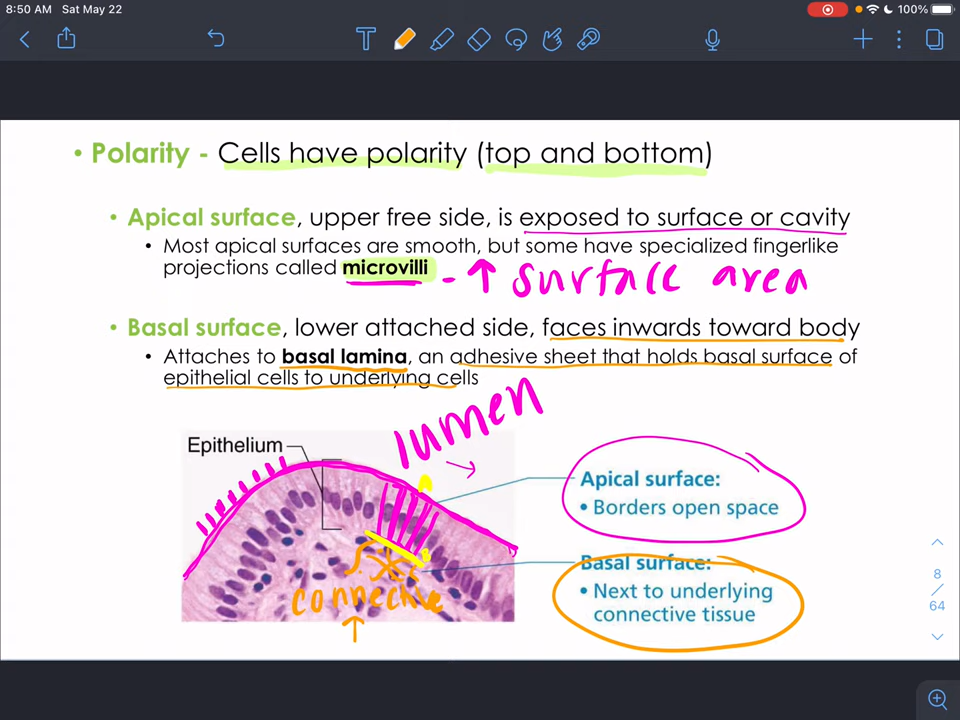 8:50 AM Sat May 22
100%
• Polarity - Cells have polarity (top and bottom)
• Apical surface, upper free side, is exposed to surface or cavity
• Most apical surfaces are smooth, but some have specialized fingerlike
projections called microvilli - ↑ surface area
• Basal surface, lower attached side, faces inwards toward body
• Attaches to basal lamina, an adhesive sheet that holds basal surface of
epithelial cells to underlying cells
lumen
Epithelium
Apical surface:
• Borders open space
Basal surface:
• Next to underlying
connective tissue
connective
8
/
64